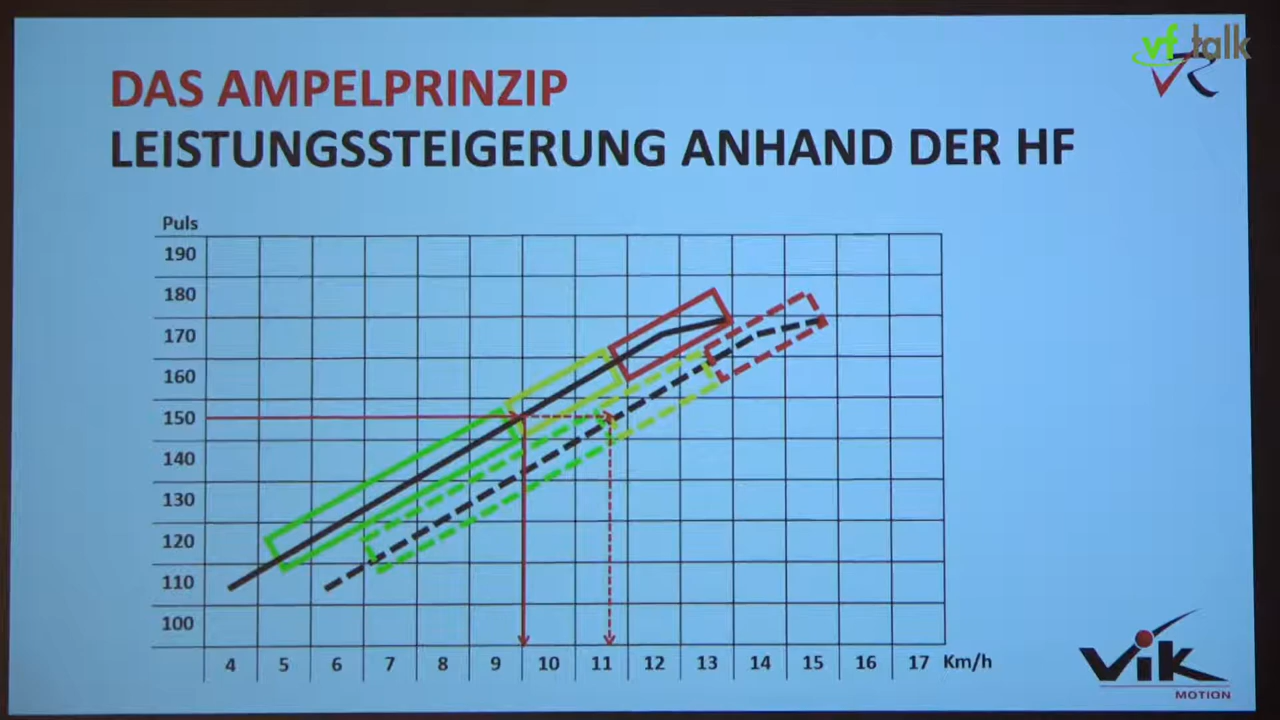 vf talk
DAS AMPELPRINZIP
LEISTUNGSSTEIGERUNG ANHAND DER HF
Puls
190
180
170
160
150
140
130
120
110
100
4 5 6 7 8 9 10 11 12 13 14 15 16 17 Km/h
ViK
MOTION